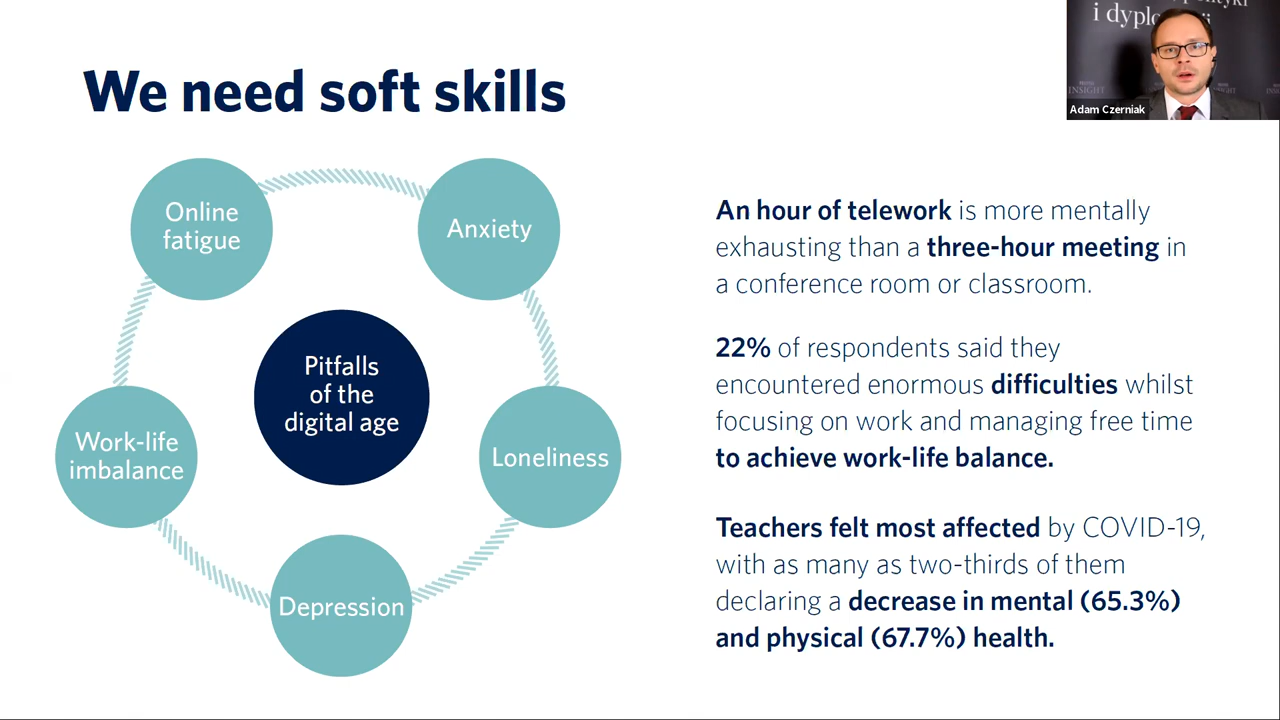 i dyplo
INSIGHT
Adam Czerniak
We need soft skills
Online
fatigue
Anxiety
Pitfalls
of the
digital age
Work-life
imbalance
Loneliness
Depression
An hour of telework is more mentally
exhausting than a three-hour meeting in
a conference room or classroom.
22% of respondents said they
encountered enormous difficulties whilst
focusing on work and managing free time
to achieve work-life balance.
Teachers felt most affected by COVID-19,
with as many as two-thirds of them
declaring a decrease in mental (65.3%)
and physical (67.7%) health.